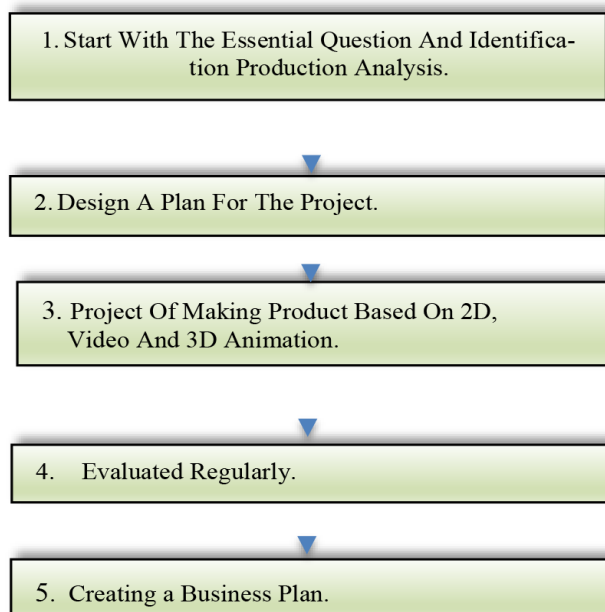 1. Start With The Essential Question And Identifica-
tion Production Analysis.
2. Design A Plan For The Project.
3. Project Of Making Product Based On 2D,
Video And 3D Animation.
4. Evaluated Regularly.
5. Creating a Business Plan.